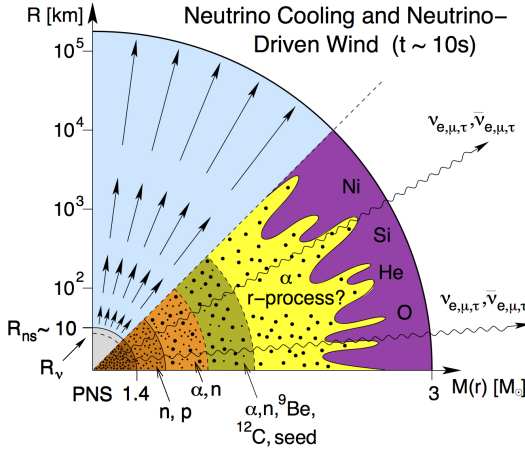 R [km]
Neutrino Cooling and Neutrino–
Driven Wind (t ~ 10s)
10⁵
10⁴
10³
10²
Rₙₛ~ 10
Rᵥ
νₑ,μ,τ, ν̄ₑ,μ,τ
Ni
Si
He
O
α
r–process?
νₑ,μ,τ, ν̄ₑ,μ,τ
PNS 1.4
3 M(r) [M☉]
n, p
α,n
α,n,⁹Be,
¹²C, seed